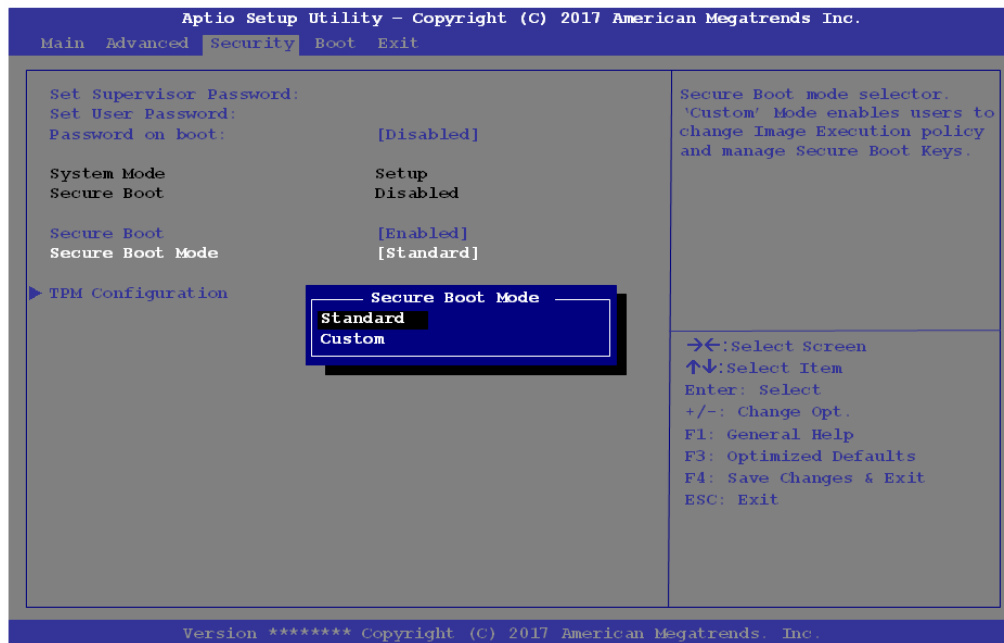 Aptio Setup Utility – Copyright (C) 2017 American Megatrends Inc.
Main Advanced Security Boot Exit
Set Supervisor Password:
Set User Password:
Password on boot: [Disabled]
System Mode Setup
Secure Boot Disabled
Secure Boot [Enabled]
Secure Boot Mode [Standard]
TPM Configuration
Secure Boot Mode
Standard
Custom
Secure Boot mode selector.
'Custom' Mode enables users to
change Image Execution policy
and manage Secure Boot Keys.
→←:Select Screen
↑↓:Select Item
Enter: Select
+/-: Change Opt.
F1: General Help
F3: Optimized Defaults
F4: Save Changes & Exit
ESC: Exit
Version ******** Copyright (C) 2017 American Megatrends. Inc.